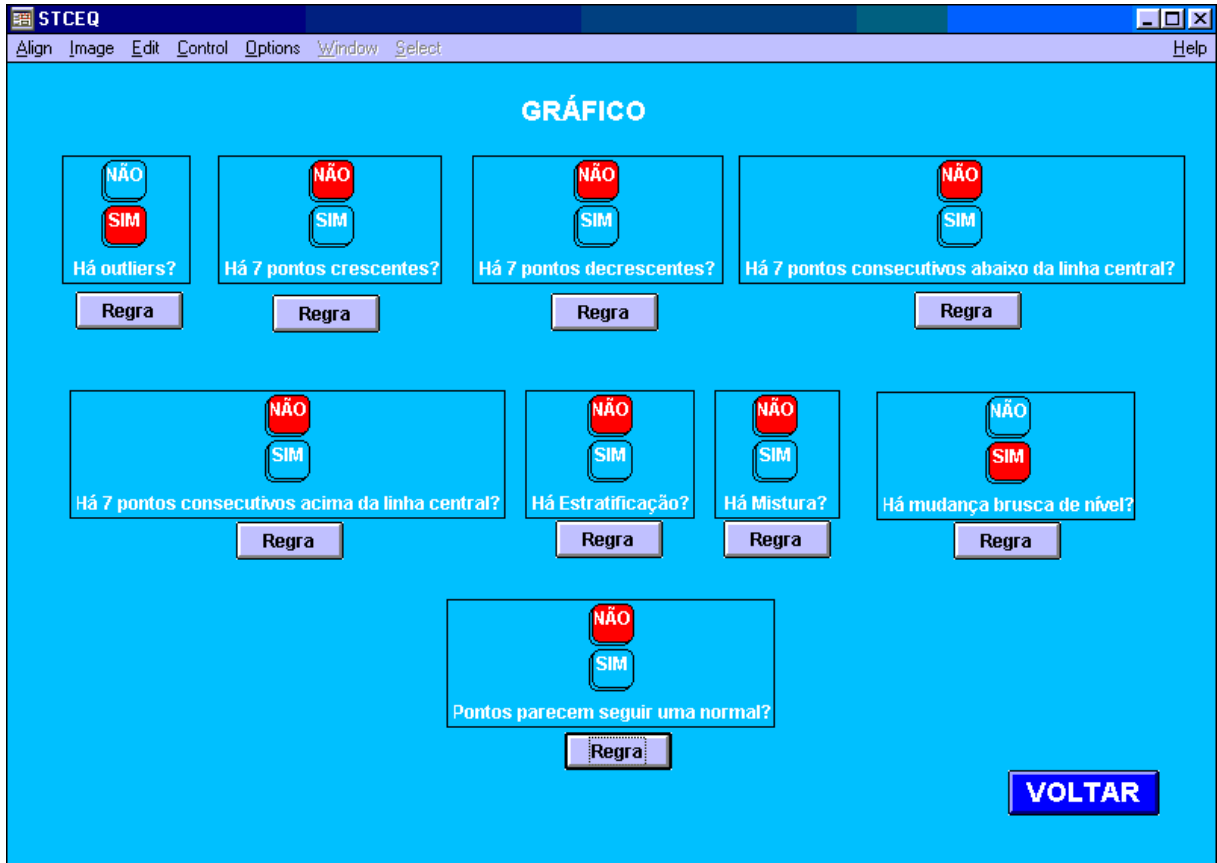 STCEQ
Align Image Edit Control Options Window Select Help
GRÁFICO
NÃO NÃO NÃO NÃO
SIM SIM SIM SIM
Há outliers? Há 7 pontos crescentes? Há 7 pontos decrescentes? Há 7 pontos consecutivos abaixo da linha central?
Regra Regra Regra Regra
NÃO NÃO NÃO NÃO
SIM SIM SIM SIM
Há 7 pontos consecutivos acima da linha central? Há Estratificação? Há Mistura? Há mudança brusca de nível?
Regra Regra Regra Regra
NÃO
SIM
Pontos parecem seguir uma normal?
Regra
VOLTAR